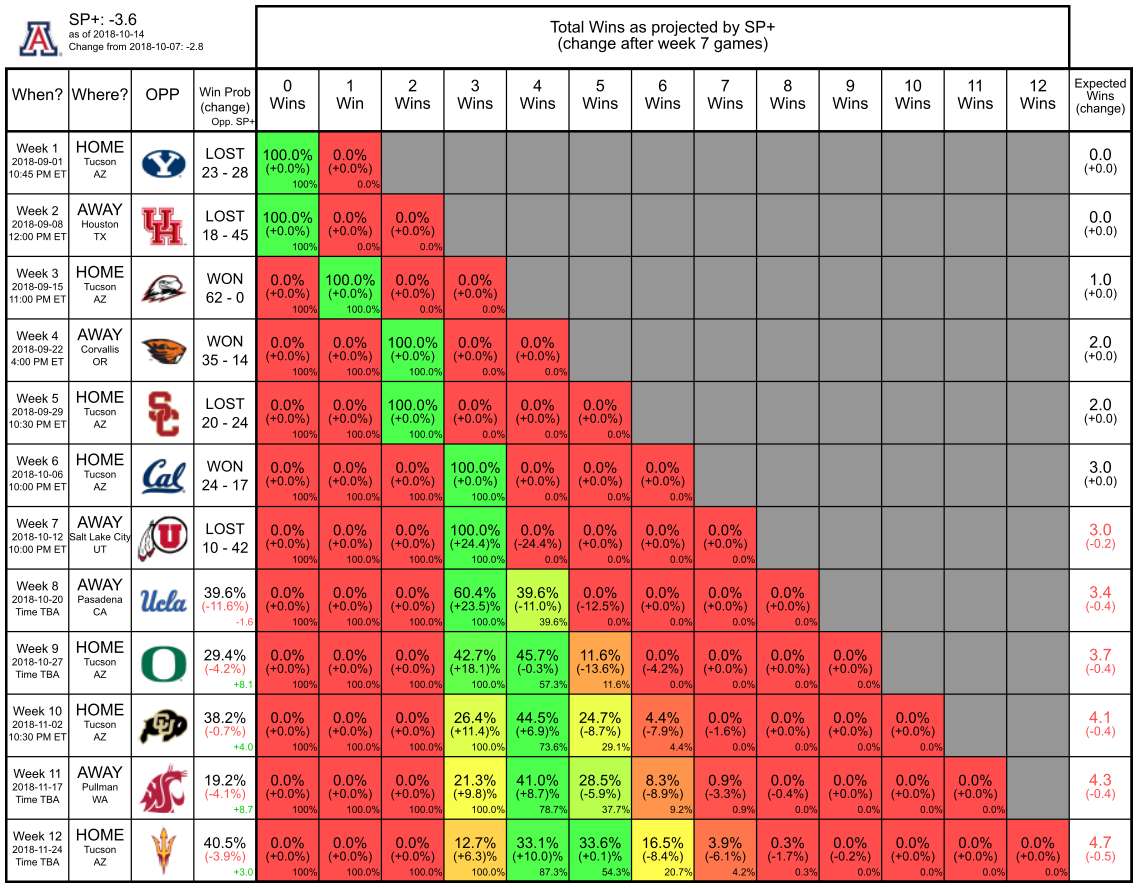 SP+: -3.6
as of 2018-10-14
Change from 2018-10-07: -2.8
A
Total Wins as projected by SP+
(change after week 7 games)
When? Where? OPP Win Prob 0 1 2 3 4 5 6 7 8 9 10 11 12 Expected
(change) Wins Win Wins Wins Wins Wins Wins Wins Wins Wins Wins Wins Wins Wins
Opp. SP+ (change)
Week 1 HOME LOST 100.0% 0.0% 0.0
2018-09-01 Tucson Y (+0.0%) (+0.0%) (+0.0)
10:45 PM ET AZ 23 - 28 100% 0.0%
Week 2 AWAY LOST 100.0% 0.0% 0.0% 0.0
2018-09-08 Houston UH (+0.0%) (+0.0%) (+0.0%) (+0.0)
12:00 PM ET TX 18 - 45 100% 0.0% 0.0%
Week 3 HOME WON 0.0% 100.0% 0.0% 0.0% 1.0
2018-09-15 Tucson (+0.0%) (+0.0%) (+0.0%) (+0.0%) (+0.0)
11:00 PM ET AZ 62 - 0 100% 100.0% 0.0% 0.0%
Week 4 AWAY WON 0.0% 0.0% 100.0% 0.0% 0.0% 2.0
2018-09-22 Corvallis (+0.0%) (+0.0%) (+0.0%) (+0.0%) (+0.0%) (+0.0)
4:00 PM ET OR 35 - 14 100% 100.0% 100.0% 0.0% 0.0%
Week 5 HOME LOST 0.0% 0.0% 100.0% 0.0% 0.0% 0.0% 2.0
2018-09-29 Tucson SC (+0.0%) (+0.0%) (+0.0%) (+0.0%) (+0.0%) (+0.0%) (+0.0)
10:30 PM ET AZ 20 - 24 100% 100.0% 100.0% 0.0% 0.0% 0.0%
Week 6 HOME WON 0.0% 0.0% 0.0% 100.0% 0.0% 0.0% 0.0% 3.0
2018-10-06 Tucson Cal (+0.0%) (+0.0%) (+0.0%) (+0.0%) (+0.0%) (+0.0%) (+0.0%) (+0.0)
10:00 PM ET AZ 24 - 17 100% 100.0% 100.0% 100.0% 0.0% 0.0% 0.0%
Week 7 AWAY LOST 0.0% 0.0% 0.0% 100.0% 0.0% 0.0% 0.0% 0.0% 3.0
2018-10-12 Salt Lake City U (+0.0%) (+0.0%) (+0.0%) (+24.4)% (-24.4%) (+0.0%) (+0.0%) (+0.0%) (-0.2)
10:00 PM ET UT 10 - 42 100% 100.0% 100.0% 100.0% 0.0% 0.0% 0.0% 0.0%
Week 8 AWAY 39.6% 0.0% 0.0% 0.0% 60.4% 39.6% 0.0% 0.0% 0.0% 0.0% 3.4
2018-10-20 Pasadena Ucla (-11.6%) (+0.0%) (+0.0%) (+0.0%) (+23.5)% (-11.0%) (-12.5%) (+0.0%) (+0.0%) (+0.0%) (-0.4)
Time TBA CA -1.6 100% 100.0% 100.0% 100.0% 39.6% 0.0% 0.0% 0.0% 0.0%
Week 9 HOME 29.4% 0.0% 0.0% 0.0% 42.7% 45.7% 11.6% 0.0% 0.0% 0.0% 0.0% 3.7
2018-10-27 Tucson O (-4.2%) (+0.0%) (+0.0%) (+0.0%) (+18.1)% (-0.3%) (-13.6%) (-4.2%) (+0.0%) (+0.0%) (+0.0%) (-0.4)
Time TBA AZ +8.1 100% 100.0% 100.0% 100.0% 57.3% 11.6% 0.0% 0.0% 0.0% 0.0%
Week 10 HOME 38.2% 0.0% 0.0% 0.0% 26.4% 44.5% 24.7% 4.4% 0.0% 0.0% 0.0% 0.0% 4.1
2018-11-02 Tucson CU (-0.7%) (+0.0%) (+0.0%) (+0.0%) (+11.4)% (+6.9)% (-8.7%) (-7.9%) (-1.6%) (+0.0%) (+0.0%) (+0.0%) (-0.4)
10:30 PM ET AZ +4.0 100% 100.0% 100.0% 100.0% 73.6% 29.1% 4.4% 0.0% 0.0% 0.0% 0.0%
Week 11 AWAY 19.2% 0.0% 0.0% 0.0% 21.3% 41.0% 28.5% 8.3% 0.9% 0.0% 0.0% 0.0% 0.0% 4.3
2018-11-17 Pullman (-4.1%) (+0.0%) (+0.0%) (+0.0%) (+9.8)% (+8.7)% (-5.9%) (-8.9%) (-3.3%) (-0.4%) (+0.0%) (+0.0%) (+0.0%) (-0.4)
Time TBA WA +8.7 100% 100.0% 100.0% 100.0% 78.7% 37.7% 9.2% 0.9% 0.0% 0.0% 0.0% 0.0%
Week 12 HOME 40.5% 0.0% 0.0% 0.0% 12.7% 33.1% 33.6% 16.5% 3.9% 0.3% 0.0% 0.0% 0.0% 0.0% 4.7
2018-11-24 Tucson (-3.9%) (+0.0%) (+0.0%) (+0.0%) (+6.3)% (+10.0)% (+0.1)% (-8.4%) (-6.1%) (-1.7%) (-0.2%) (+0.0%) (+0.0%) (+0.0%) (-0.5)
Time TBA AZ +3.0 100% 100.0% 100.0% 100.0% 87.3% 54.3% 20.7% 4.2% 0.3% 0.0% 0.0% 0.0% 0.0%